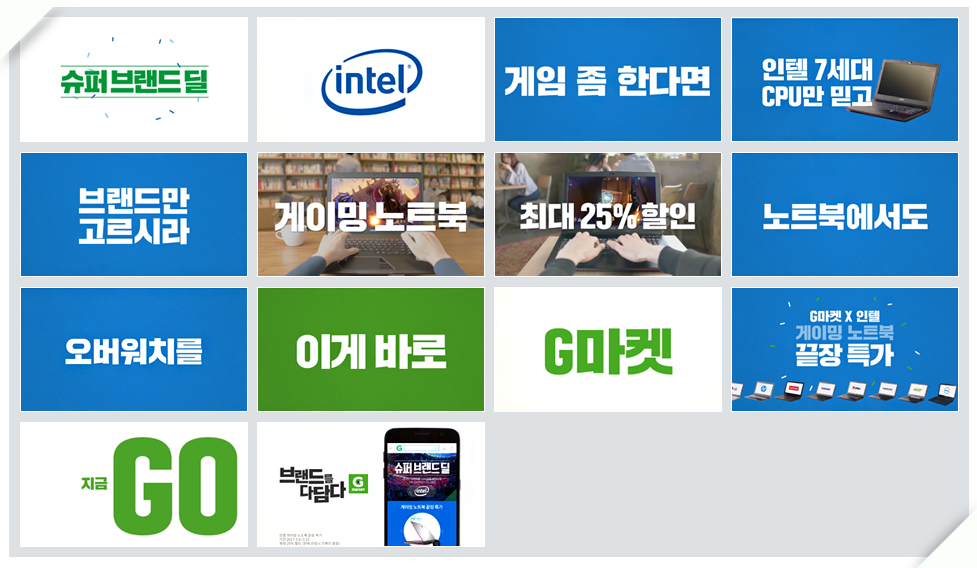 슈퍼 브랜드 딜
intel
게임 좀 한다면
인텔 7세대
CPU만 믿고
브랜드만
고르시라
게이밍 노트북
최대 25% 할인
노트북에서도
오버워치를
이게 바로
G마켓
G마켓 X 인텔
게이밍 노트북
끝장 특가
지금 GO
브랜드를
다담다
G
슈퍼 브랜드 딜
intel
게이밍 노트북 끝장 특가